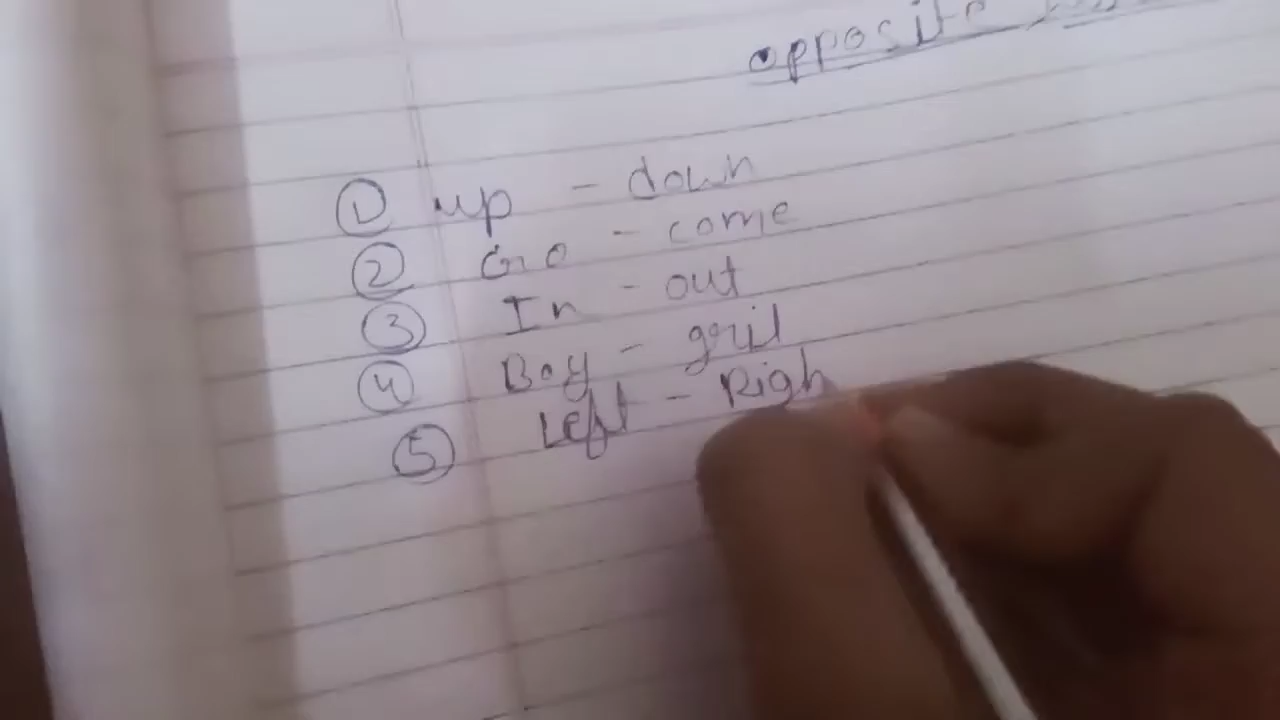 opposite
① up - down
② Go - come
③ In - out
④ Boy - gril
⑤ Left - Righ